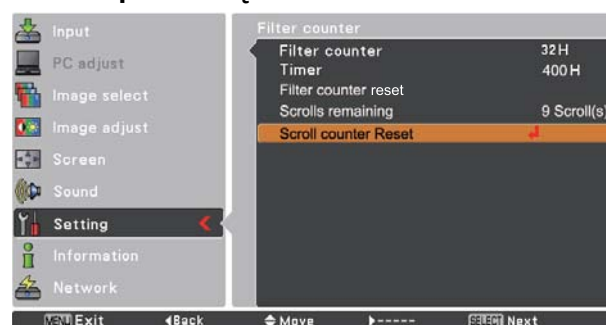 Input
PC adjust
Image select
Image adjust
Screen
Sound
Setting
Information
Network
Filter counter
Filter counter 32H
Timer 400H
Filter counter reset
Scrolls remaining 9 Scroll(s)
Scroll counter Reset
MENU Exit Back Move ----- SELECT Next